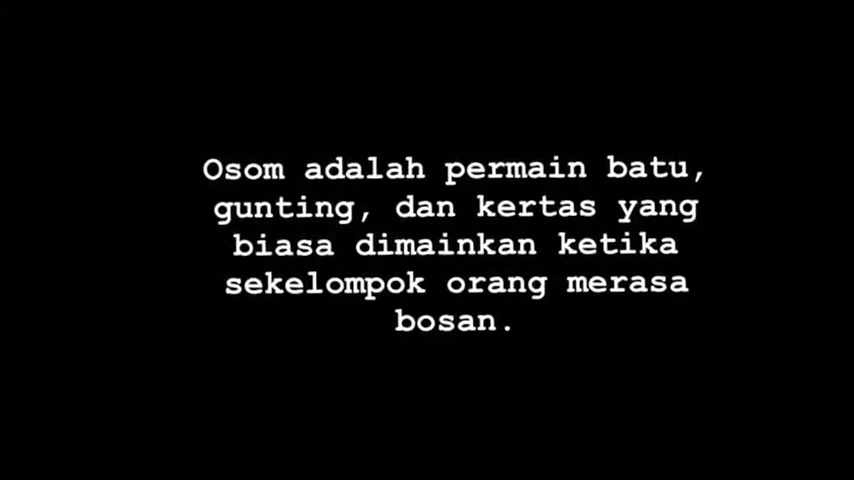 Osom adalah permain batu,
gunting, dan kertas yang
biasa dimainkan ketika
sekelompok orang merasa
bosan.